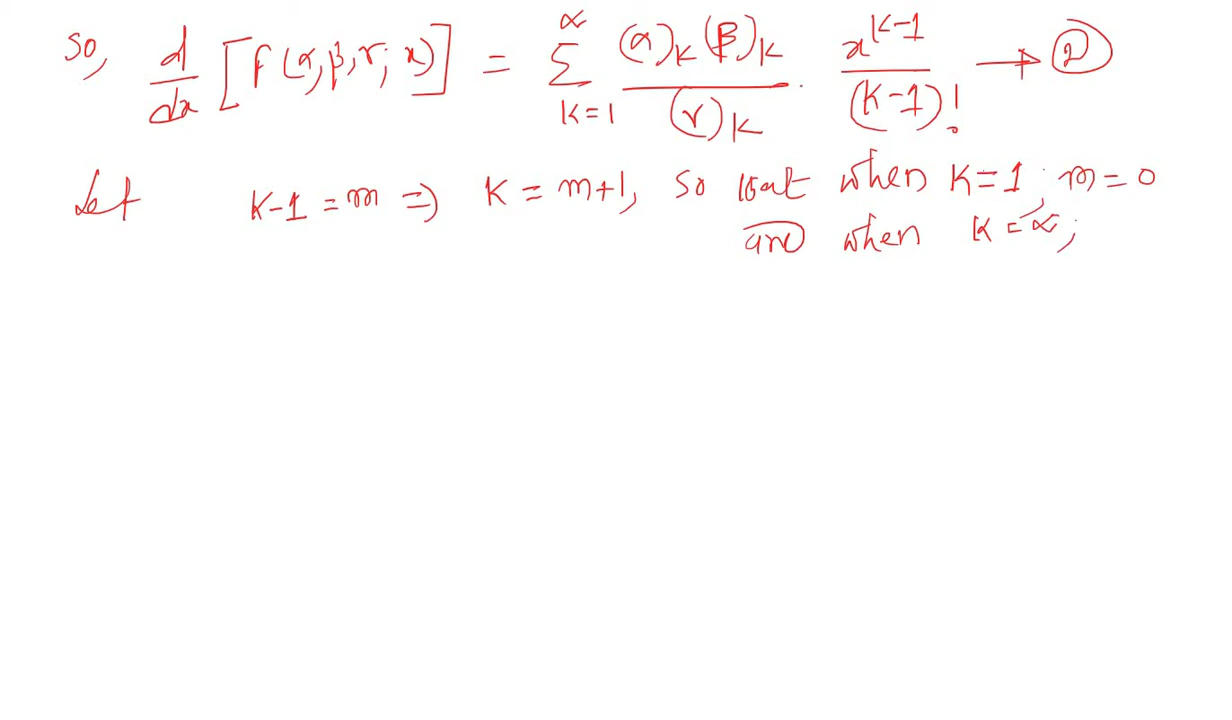 So, d/dx [F(α, β, γ; x)] = ∑_{k=1}^{∞} (α)_k (β)_k / (γ)_k · x^{k-1} / (k-1)! → ②
Let k-1 = m ⇒ k = m+1, so that when k=1, m=0
and when k = ∞;